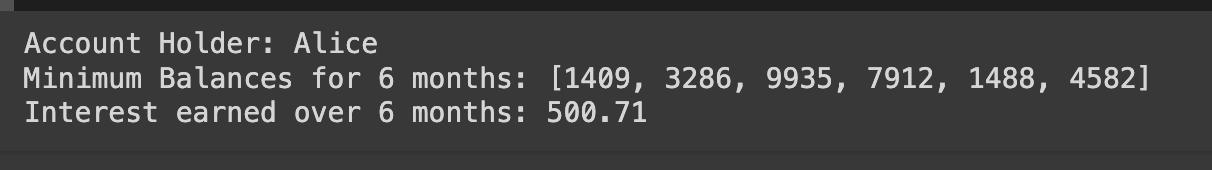 Account Holder: Alice
Minimum Balances for 6 months: [1409, 3286, 9935, 7912, 1488, 4582]
Interest earned over 6 months: 500.71